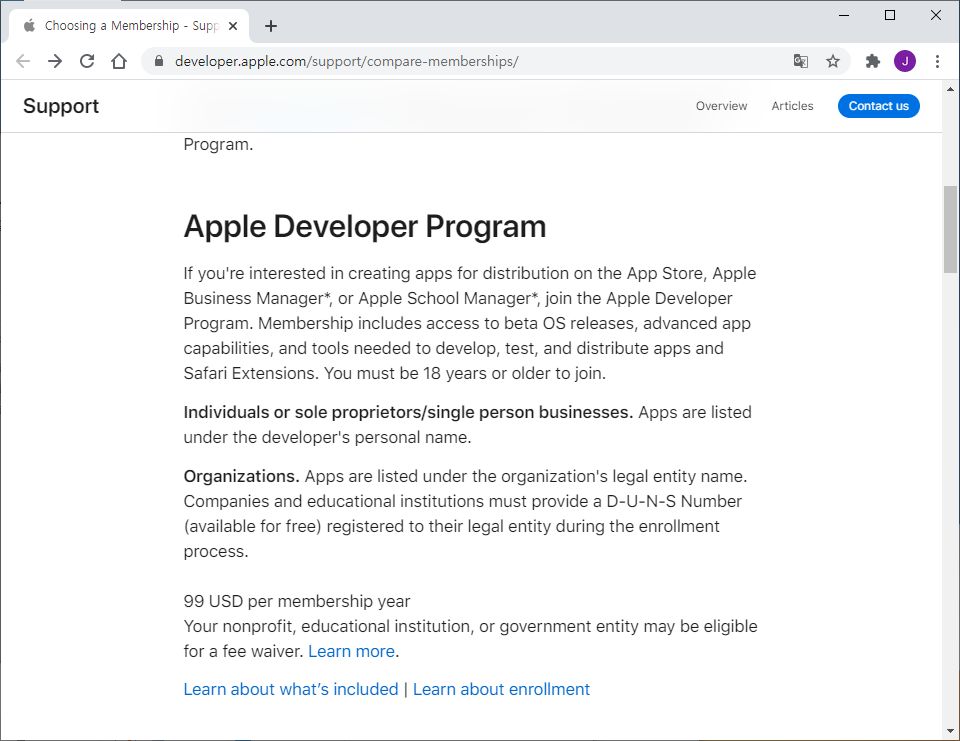 Choosing a Membership - Supp
developer.apple.com/support/compare-memberships/
J
Support
Overview
Articles
Contact us
Program.
Apple Developer Program
If you're interested in creating apps for distribution on the App Store, Apple
Business Manager*, or Apple School Manager*, join the Apple Developer
Program. Membership includes access to beta OS releases, advanced app
capabilities, and tools needed to develop, test, and distribute apps and
Safari Extensions. You must be 18 years or older to join.
Individuals or sole proprietors/single person businesses. Apps are listed
under the developer's personal name.
Organizations. Apps are listed under the organization's legal entity name.
Companies and educational institutions must provide a D-U-N-S Number
(available for free) registered to their legal entity during the enrollment
process.
99 USD per membership year
Your nonprofit, educational institution, or government entity may be eligible
for a fee waiver. Learn more.
Learn about what’s included | Learn about enrollment